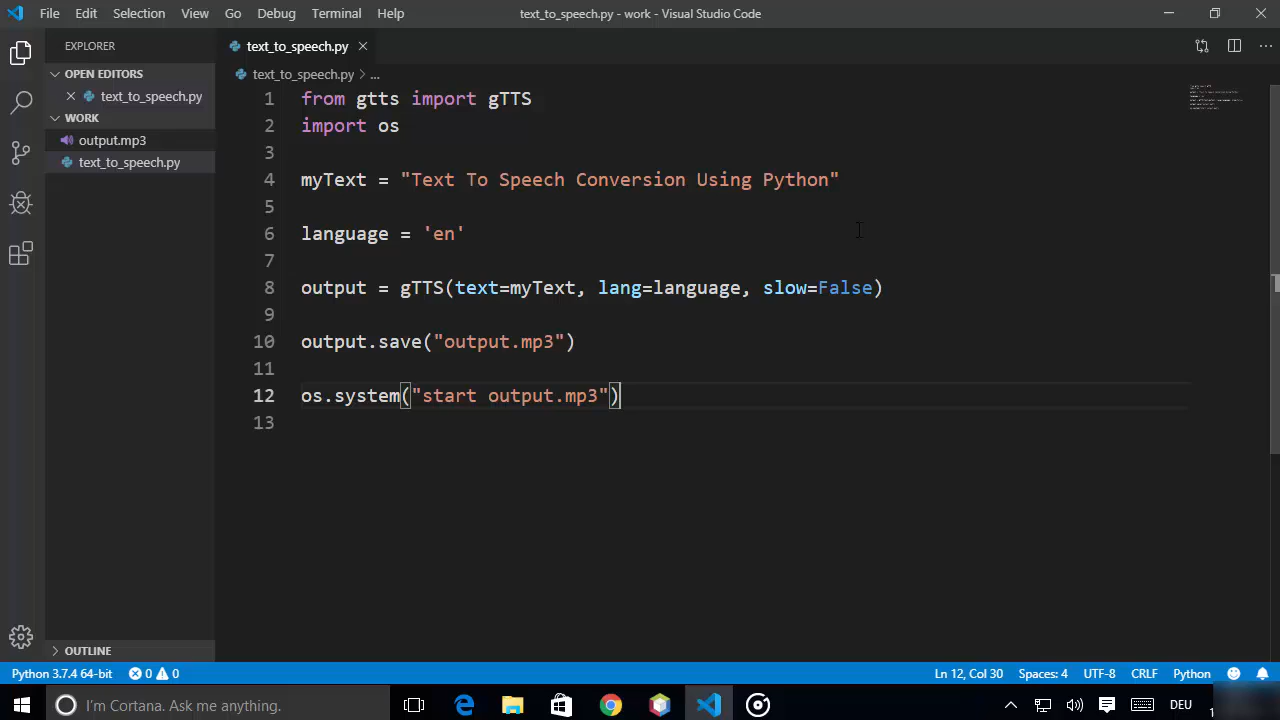 File Edit Selection View Go Debug Terminal Help text_to_speech.py - work - Visual Studio Code
EXPLORER
OPEN EDITORS
text_to_speech.py
WORK
output.mp3
text_to_speech.py
OUTLINE
text_to_speech.py
text_to_speech.py > ...
1 from gtts import gTTS
2 import os
3
4 myText = "Text To Speech Conversion Using Python"
5
6 language = 'en'
7
8 output = gTTS(text=myText, lang=language, slow=False)
9
10 output.save("output.mp3")
11
12 os.system("start output.mp3")
13
Python 3.7.4 64-bit 0 0 Ln 12, Col 30 Spaces: 4 UTF-8 CRLF Python
I'm Cortana. Ask me anything. DEU